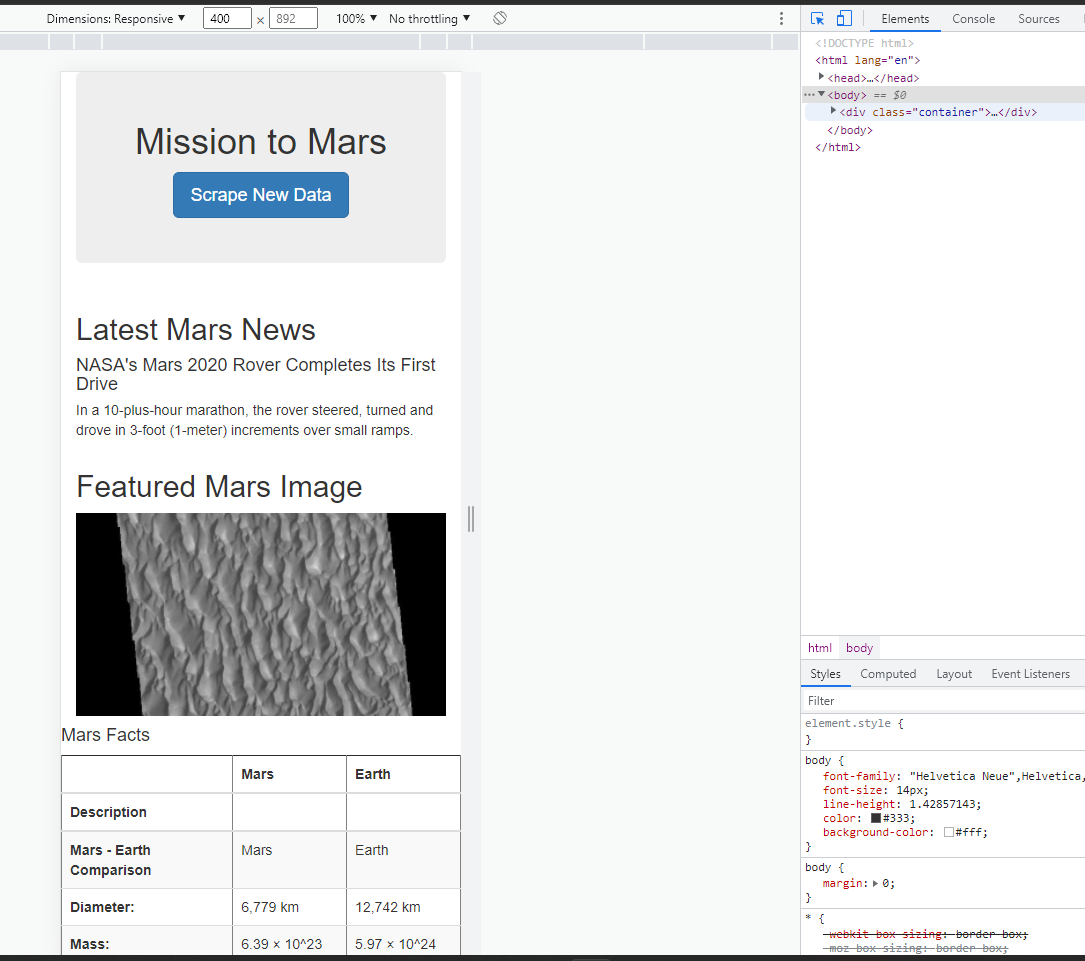 Dimensions: Responsive ▼ 400 × 892 100% ▼ No throttling ▼
Elements Console Sources
Mission to Mars
Scrape New Data
Latest Mars News
NASA's Mars 2020 Rover Completes Its First
Drive
In a 10-plus-hour marathon, the rover steered, turned and
drove in 3-foot (1-meter) increments over small ramps.
Featured Mars Image
Mars Facts
Mars Earth
Description
Mars - Earth
Comparison
Mars Earth
Diameter: 6,779 km 12,742 km
Mass: 6.39 × 10^23 5.97 × 10^24
<!DOCTYPE html>
<html lang="en">
<head>…</head>
<body> == $0
<div class="container">…</div>
</body>
</html>
html body
Styles Computed Layout Event Listeners
Filter
element.style {
}
body {
font-family: "Helvetica Neue",Helvetica,
font-size: 14px;
line-height: 1.42857143;
color: #333;
background-color: #fff;
}
body {
margin: 0;
}
* {
-webkit-box-sizing: border-box;
-moz-box-sizing: border-box;